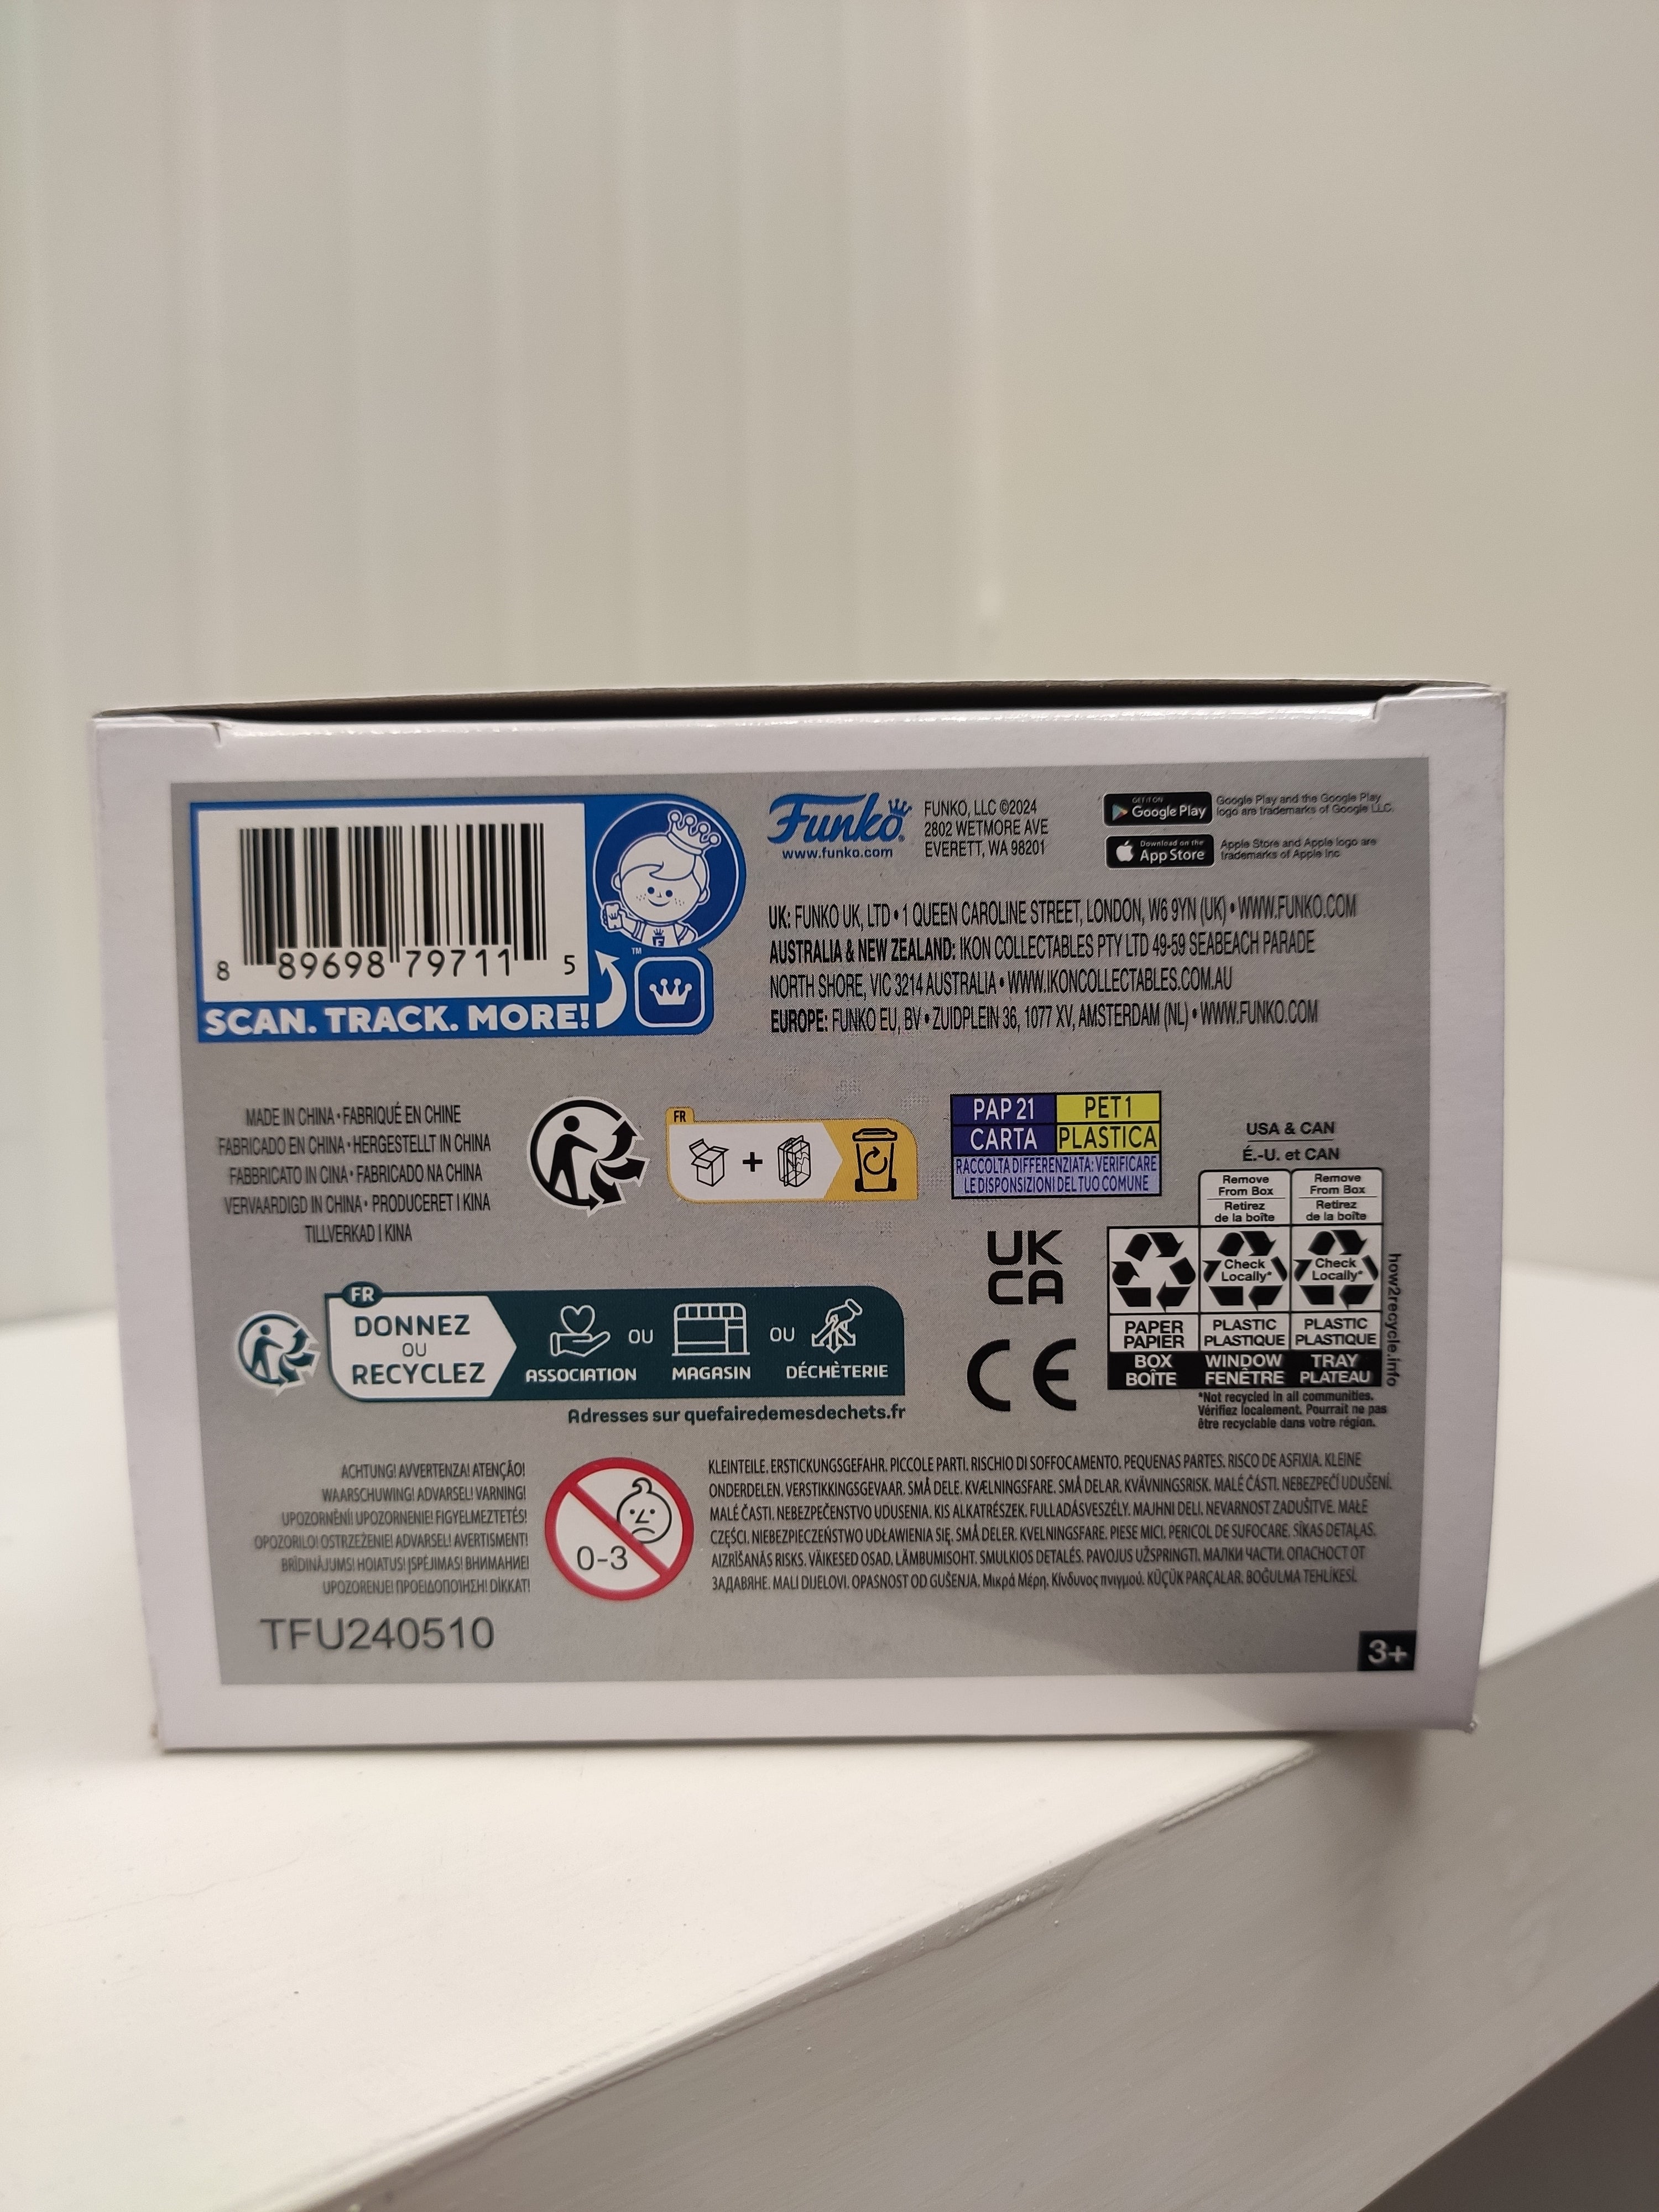 8 89698 79711 5
SCAN. TRACK. MORE!
™
Funko
www.funko.com
FUNKO, LLC ©2024
2802 WETMORE AVE
EVERETT, WA 98201
GET IT ON
Google Play
Google Play and the Google Play
logo are trademarks of Google LLC.
Download on the
App Store
Apple Store and Apple logo are
trademarks of Apple Inc
UK: FUNKO UK, LTD • 1 QUEEN CAROLINE STREET, LONDON, W6 9YN (UK) • WWW.FUNKO.COM
AUSTRALIA & NEW ZEALAND: IKON COLLECTABLES PTY LTD 49-59 SEABEACH PARADE
NORTH SHORE, VIC 3214 AUSTRALIA • WWW.IKONCOLLECTABLES.COM.AU
EUROPE: FUNKO EU, BV • ZUIDPLEIN 36, 1077 XV, AMSTERDAM (NL) • WWW.FUNKO.COM
MADE IN CHINA • FABRIQUÉ EN CHINE
FABRICADO EN CHINA • HERGESTELLT IN CHINA
FABBRICATO IN CINA • FABRICADO NA CHINA
VERVAARDIGD IN CHINA • PRODUCERET I KINA
TILLVERKAD I KINA
FR
+
PAP 21
PET 1
CARTA
PLASTICA
RACCOLTA DIFFERENZIATA: VERIFICARE
LE DISPOSIZIONI DEL TUO COMUNE
USA & CAN
É.-U. et CAN
Remove
From Box
Retirez
de la boîte
Remove
From Box
Retirez
de la boîte
Check
Locally*
Check
Locally*
PAPER
PAPIER
PLASTIC
PLASTIQUE
PLASTIC
PLASTIQUE
BOX
BOÎTE
WINDOW
FENÊTRE
TRAY
PLATEAU
how2recycle.info
*Not recycled in all communities.
Vérifiez localement. Pourrait ne pas
être recyclable dans votre région.
UK
CA
CE
FR
DONNEZ
OU
RECYCLEZ
ASSOCIATION
OU
MAGASIN
OU
DÉCHÈTERIE
Adresses sur quefairedemesdechets.fr
ACHTUNG! AVVERTENZA! ATENÇÃO!
WAARSCHUWING! ADVARSEL! VARNING!
UPOZORNĚNÍ! UPOZORNENIE! FIGYELMEZTETÉS!
OPOZORILO! OSTRZEŻENIE! ADVARSEL! AVERTISMENT!
BRĪDINĀJUMS! HOIATUS! ĮSPĖJIMAS! ВНИМАНИЕ!
UPOZORENJE! ΠΡΟΕΙΔΟΠΟΊΗΣΗ! DİKKAT!
0-3
KLEINTEILE. ERSTICKUNGSGEFAHR. PICCOLE PARTI. RISCHIO DI SOFFOCAMENTO. PEQUENAS PARTES. RISCO DE ASFIXIA. KLEINE
ONDERDELEN. VERSTIKKINGSGEVAAR. SMÅ DELE. KVÆLNINGSFARE. SMÅ DELAR. KVÄVNINGSRISK. MALÉ ČÁSTI. NEBEZPEČÍ UDUŠENÍ.
MALÉ ČASTI. NEBEZPEČENSTVO UDUSENIA. KIS ALKATRÉSZEK. FULLADÁSVESZÉLY. MAJHNI DELI. NEVARNOST ZADUŠITVE. MAŁE
CZĘŚCI. NIEBEZPIECZEŃSTWO UDŁAWIENIA SIĘ. SMÅ DELER. KVELNINGSFARE. PIESE MICI. PERICOL DE SUFOCARE. SĪKAS DETAĻAS.
AIZRĪŠANĀS RISKS. VÄIKESED OSAD. LÄMBUMISOHT. SMULKIOS DETALĖS. PAVOJUS UŽSPRINGTI. МАЛКИ ЧАСТИ. ОПАСНОСТ ОТ
ЗАДАВЯНЕ. MALI DIJELOVI. OPASNOST OD GUŠENJA. Μικρά Μέρη. Κίνδυνος πνιγμού. KÜÇÜK PARÇALAR. BOĞULMA TEHLİKESİ.
TFU240510
3+